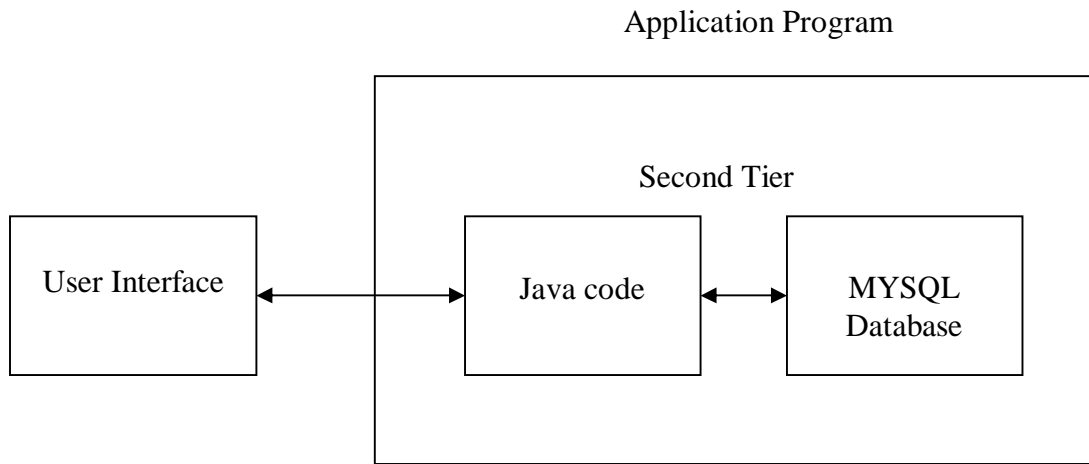 Application Program
Second Tier
User Interface
Java code
MYSQL
Database